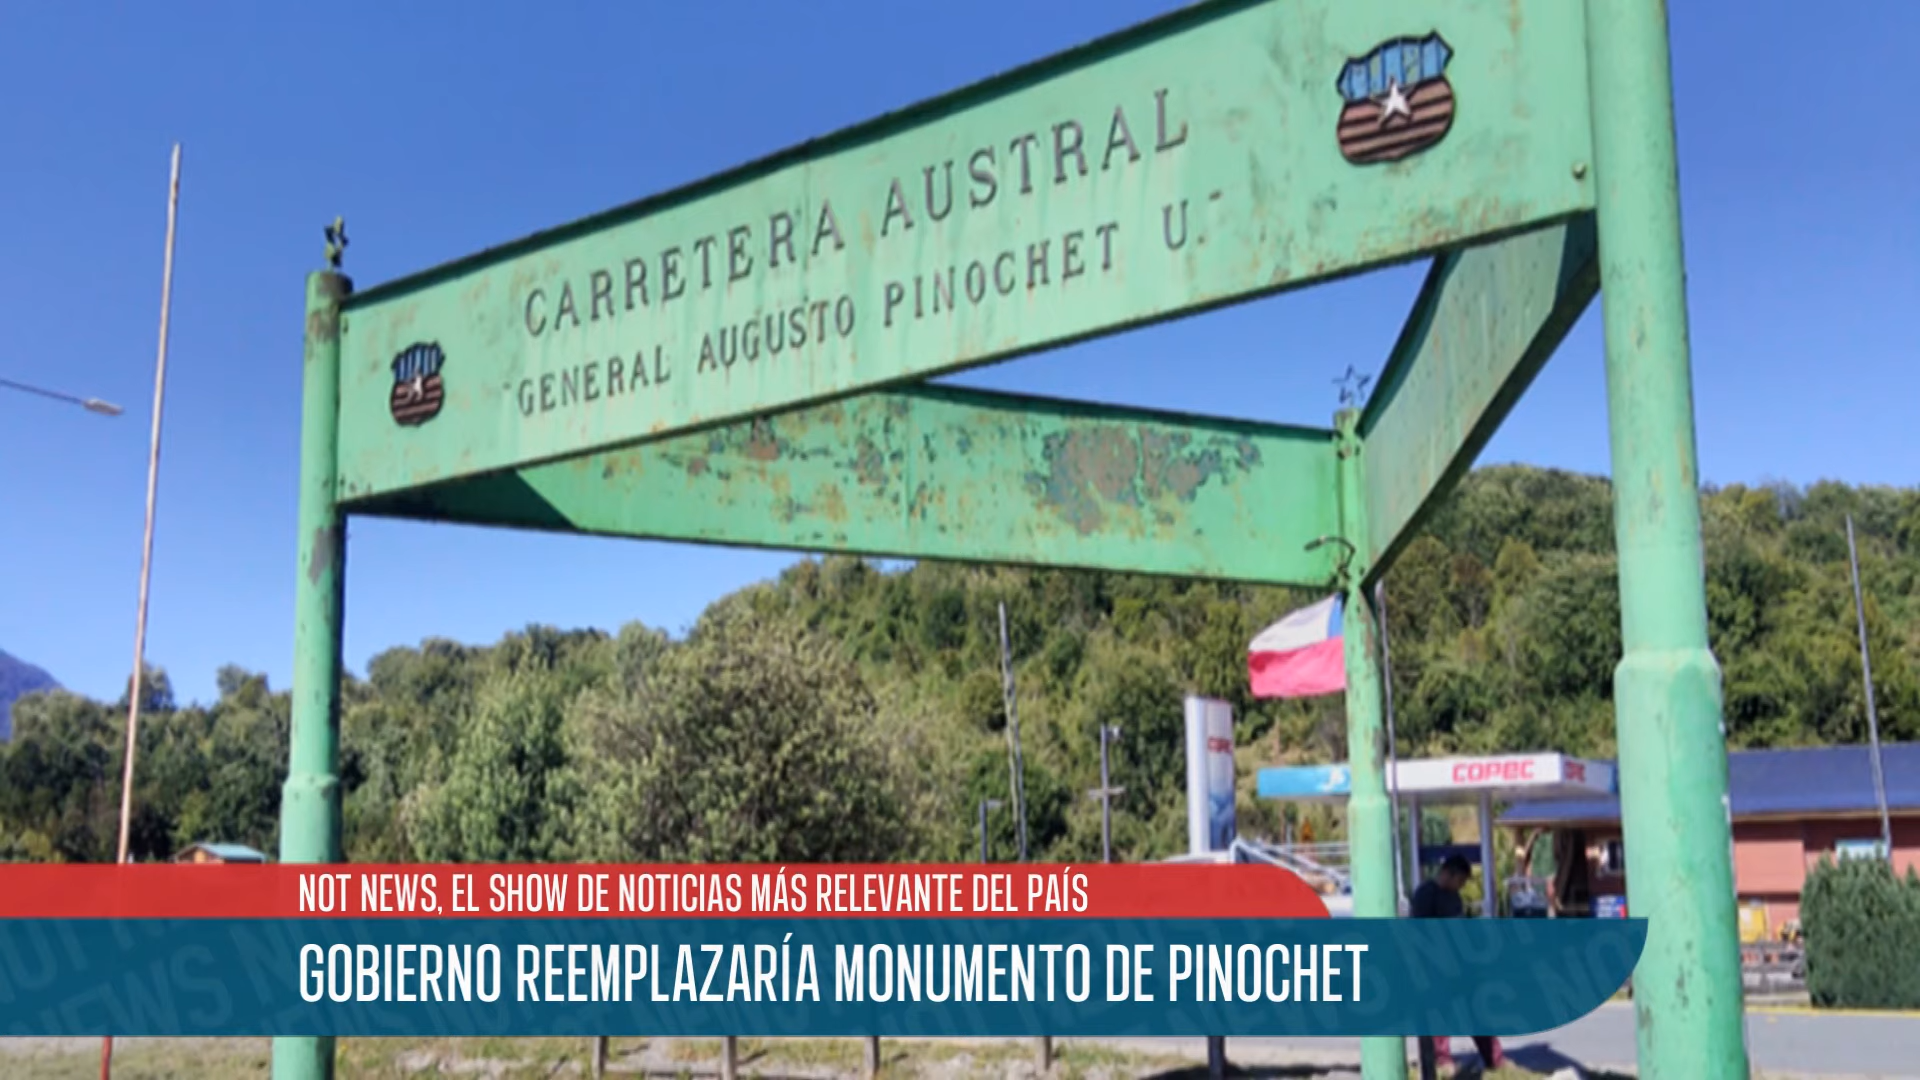 CARRETERA AUSTRAL
"GENERAL AUGUSTO PINOCHET U."
COPEC
COPEC
NOT NEWS, EL SHOW DE NOTICIAS MÁS RELEVANTE DEL PAÍS
GOBIERNO REEMPLAZARÍA MONUMENTO DE PINOCHET